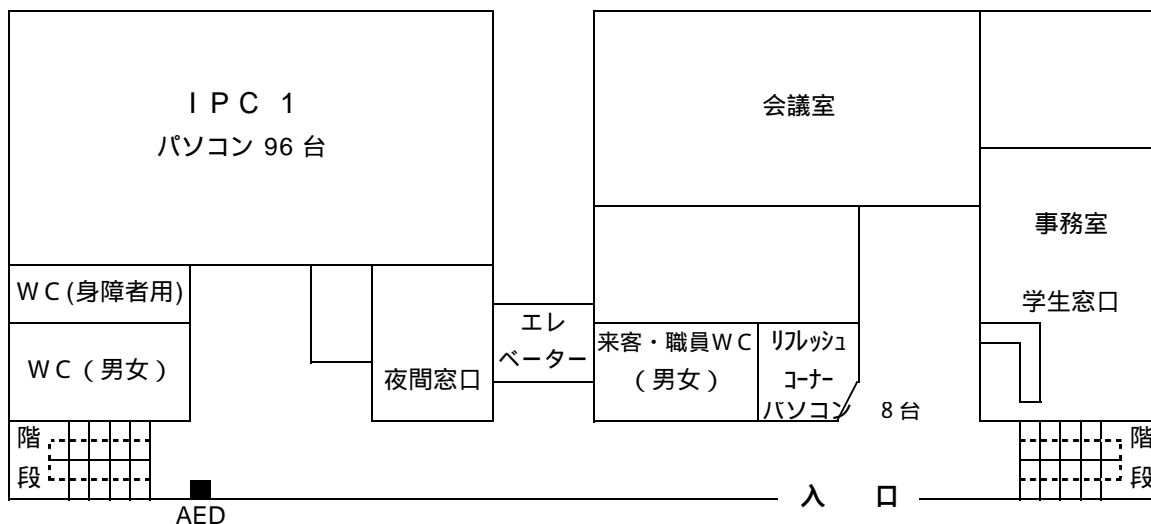 ＩＰＣ １
パソコン 96 台
会議室
事務室
学生窓口
ＷＣ(身障者用)
ＷＣ（男女）
夜間窓口
エレ
ベーター
来客・職員ＷＣ
（男女）
ﾘﾌﾚｯｼｭ
ｺｰﾅｰ
パソコン　8 台
階
段
階
段
入　口
AED